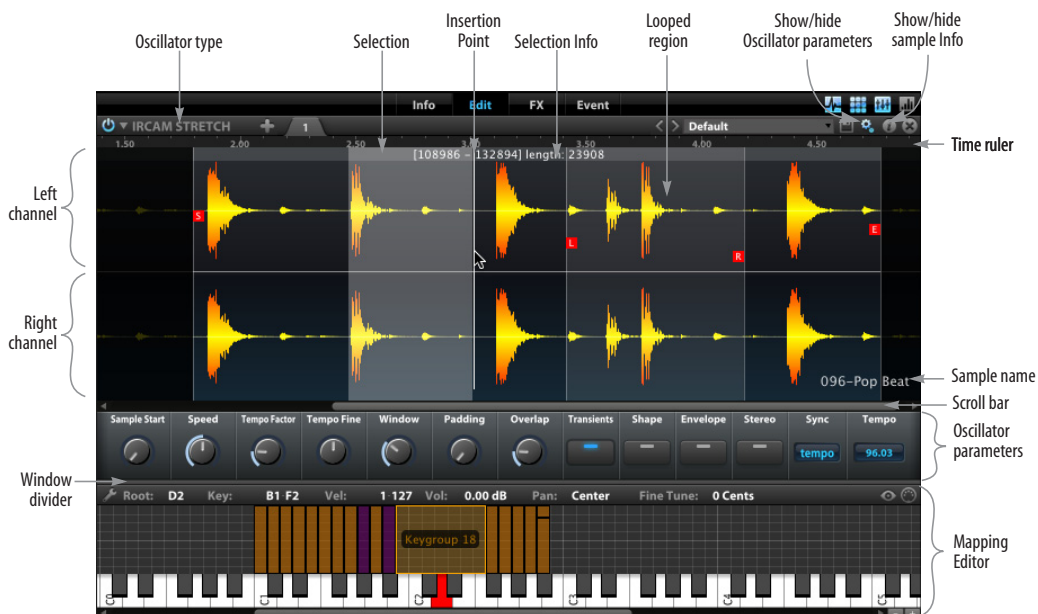 Oscillator type
Selection
Insertion
Point
Selection Info
Looped
region
Show/hide
Oscillator parameters
Show/hide
sample Info
Info Edit FX Event
IRCAM STRETCH 1 Default
1.50 2.00 2.50 3.00 3.50 4.00 4.50
Time ruler
[108986 - 132894] length: 23908
Left
channel
S L R E
Right
channel
096-Pop Beat
Sample name
Scroll bar
Sample Start Speed Tempo Factor Tempo Fine Window Padding Overlap Transients Shape Envelope Stereo Sync Tempo
tempo 96.03
Oscillator
parameters
Window
divider
Root: D2 Key: B1·F2 Vel: 1·127 Vol: 0.00 dB Pan: Center Fine Tune: 0 Cents
Keygroup 18
Mapping
Editor
C0 C1 C2 C3 C4 C5